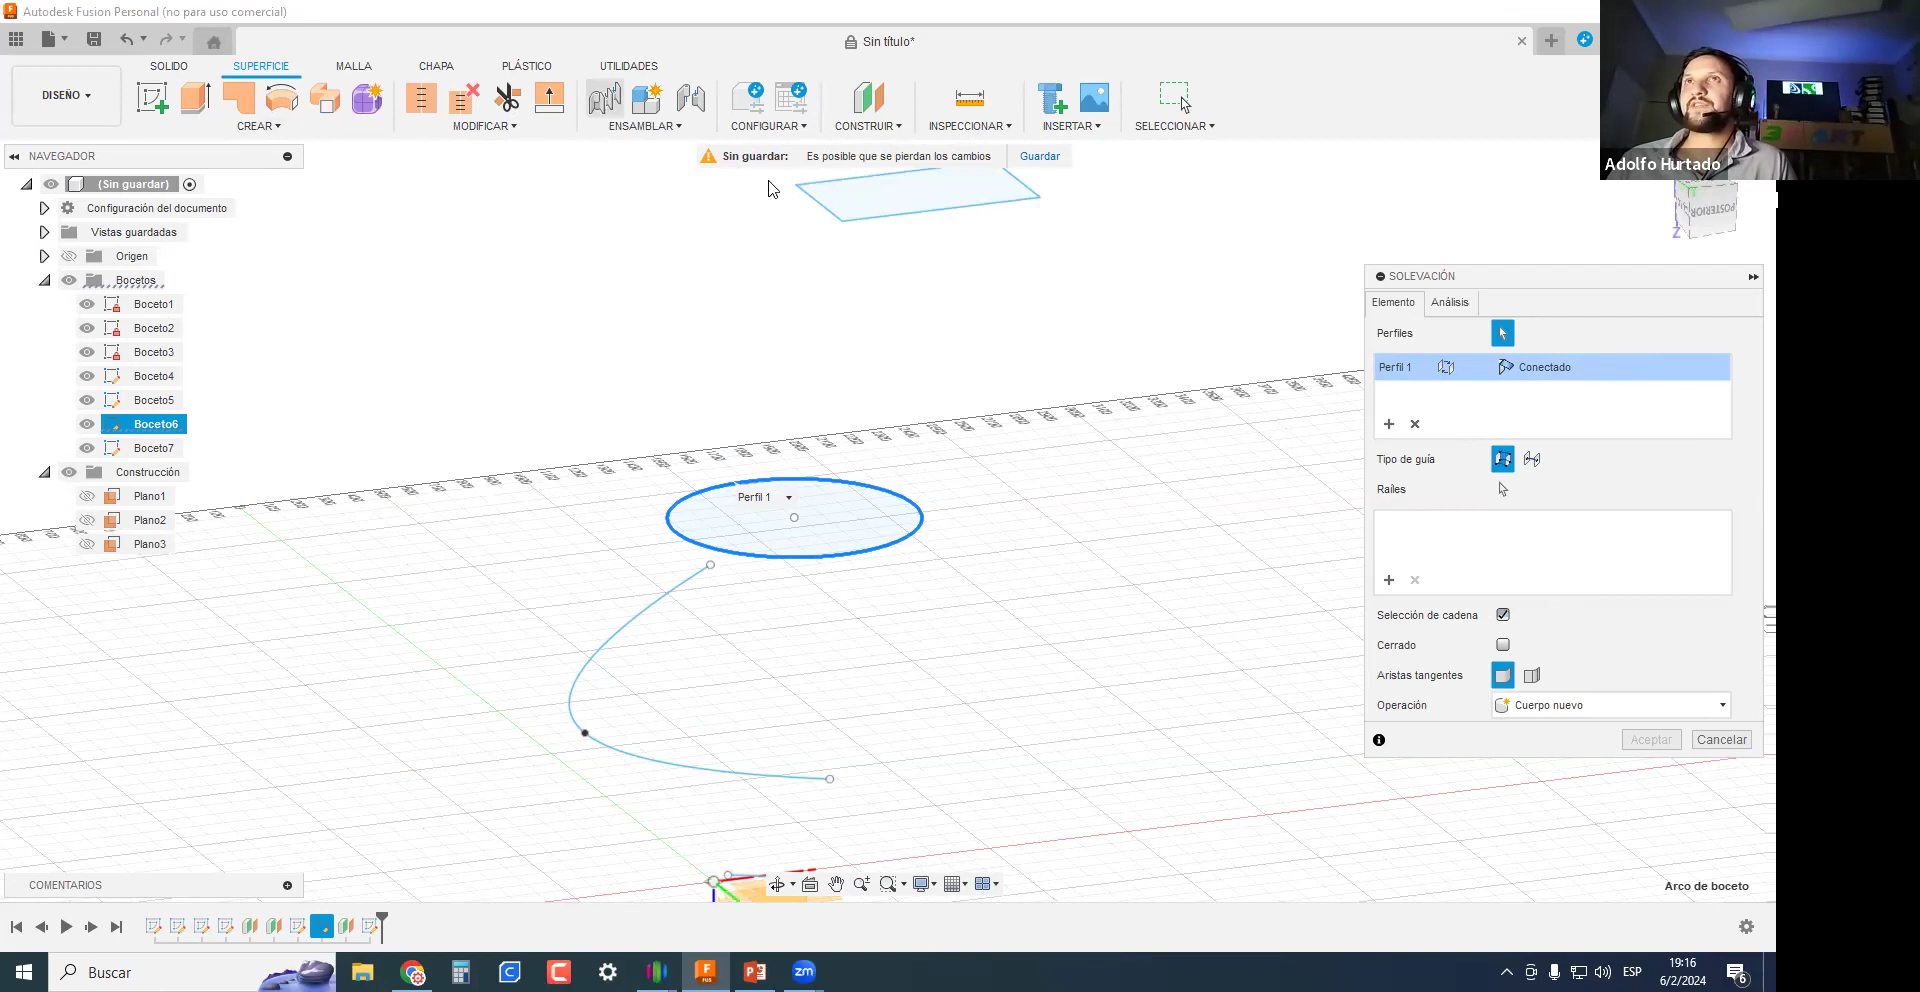 Autodesk Fusion Personal (no para uso comercial)
Sin título*
DISEÑO
SOLIDO
SUPERFICIE
MALLA
CHAPA
PLÁSTICO
UTILIDADES
CREAR
MODIFICAR
ENSAMBLAR
CONFIGURAR
CONSTRUIR
INSPECCIONAR
INSERTAR
SELECCIONAR
Adolfo Hurtado
NAVEGADOR
Sin guardar: Es posible que se pierdan los cambios Guardar
(Sin guardar)
Configuración del documento
Vistas guardadas
Origen
Bocetos
Boceto1
Boceto2
Boceto3
Boceto4
Boceto5
Boceto6
Boceto7
Construcción
Plano1
Plano2
Plano3
POSTERIOR
Z
Perfil 1
SOLEVACIÓN
Elemento Análisis
Perfiles
Perfil 1 Conectado
Tipo de guía
Raíles
Selección de cadena
Cerrado
Aristas tangentes
Operación Cuerpo nuevo
Aceptar Cancelar
COMENTARIOS
Arco de boceto
Buscar
ESP
19:16
6/2/2024
6